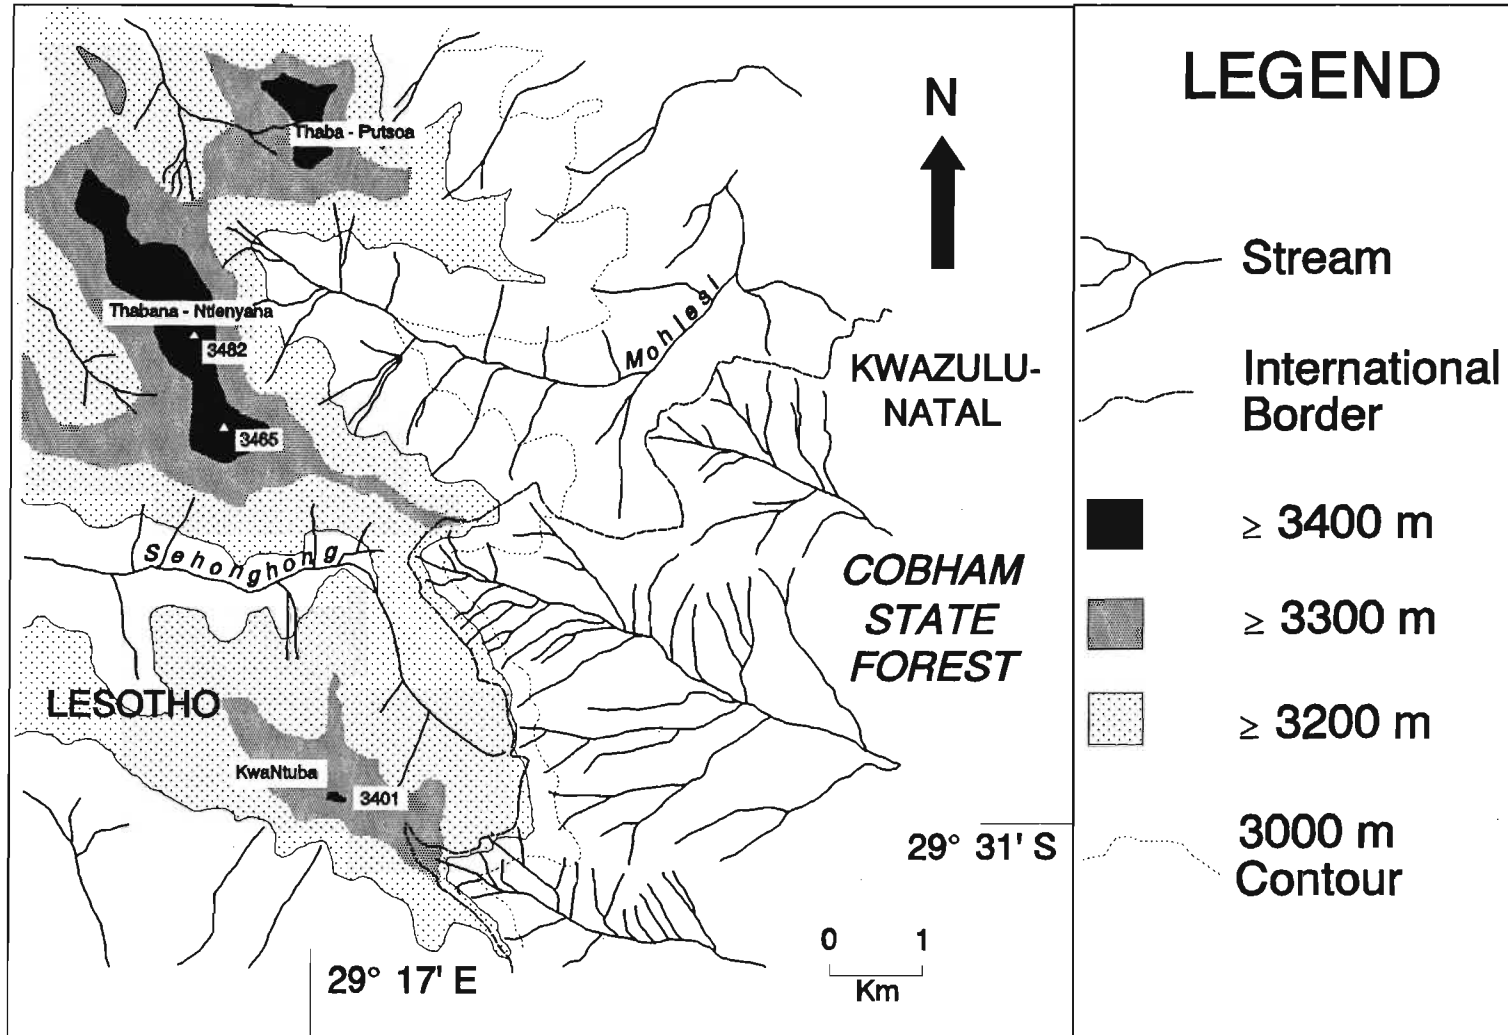 Thaba - Putsoa
N
Mohlesi
Thabana - Ntlenyana
3482
3465
KWAZULU-
NATAL
Sehonghong
COBHAM
STATE
FOREST
LESOTHO
KwaNtuba
3401
29° 31' S
29° 17' E
0 1
Km
LEGEND
Stream
International
Border
≥ 3400 m
≥ 3300 m
≥ 3200 m
3000 m
Contour